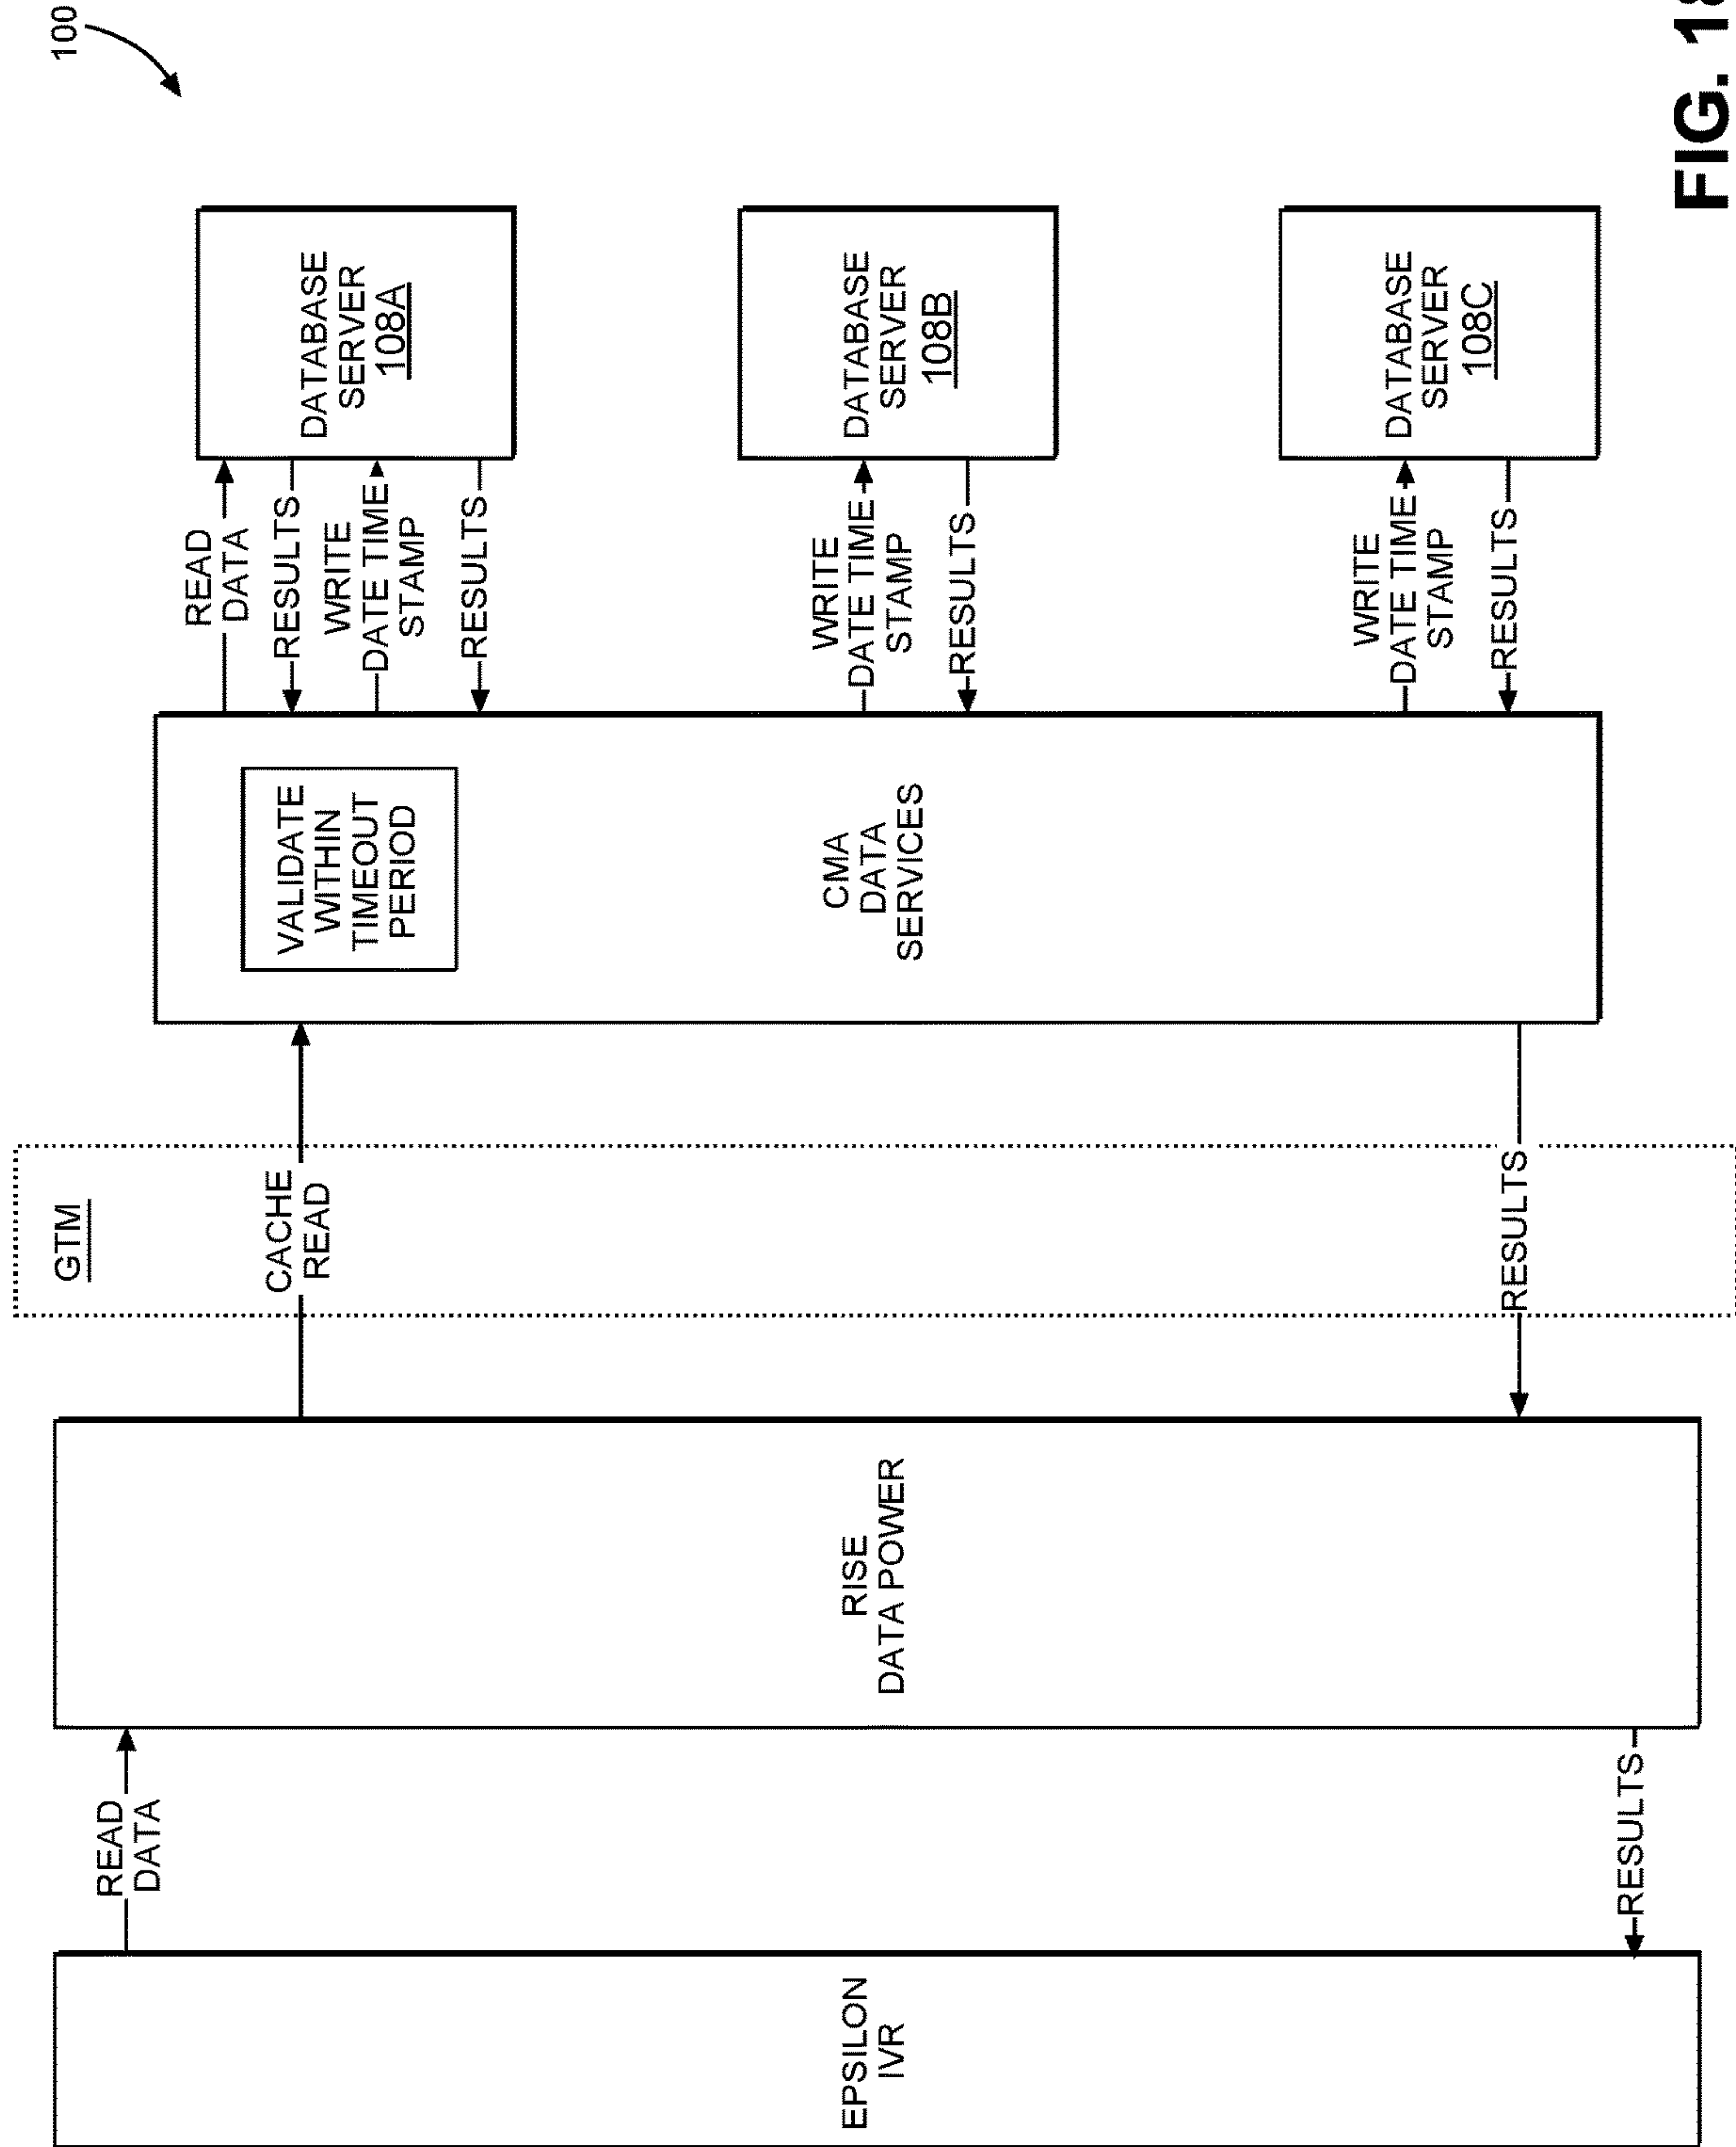 100
GTM
READ
DATA
CACHE
READ
VALIDATE
WITHIN
TIMEOUT
PERIOD
READ
DATA
RESULTS
WRITE
DATE TIME
STAMP
RESULTS
DATABASE
SERVER
108A
EPSILON
IVR
RISE
DATA POWER
CMA
DATA
SERVICES
WRITE
DATE TIME
STAMP
RESULTS
DATABASE
SERVER
108B
WRITE
DATE TIME
STAMP
RESULTS
DATABASE
SERVER
108C
RESULTS
RESULTS
FIG. 18